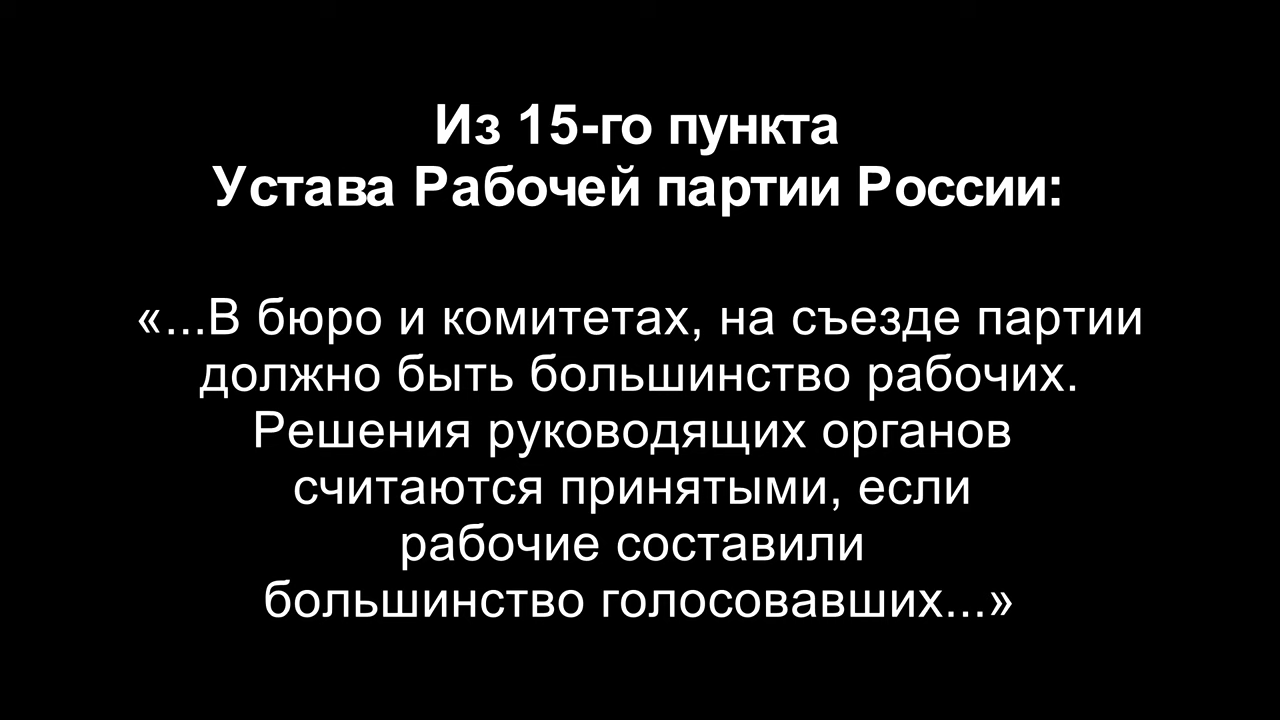 Из 15-го пункта
Устава Рабочей партии России:
«...В бюро и комитетах, на съезде партии
должно быть большинство рабочих.
Решения руководящих органов
считаются принятыми, если
рабочие составили
большинство голосовавших...»